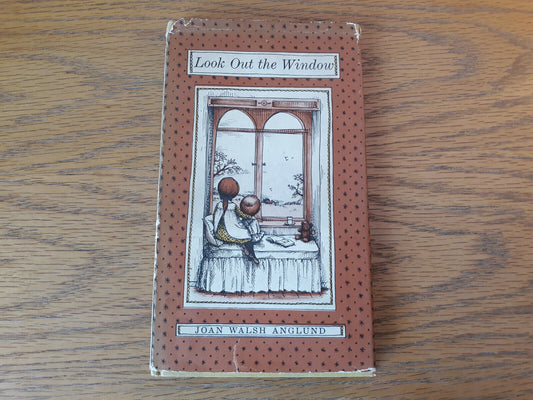 Look Out the Window
JOAN WALSH ANGLUND